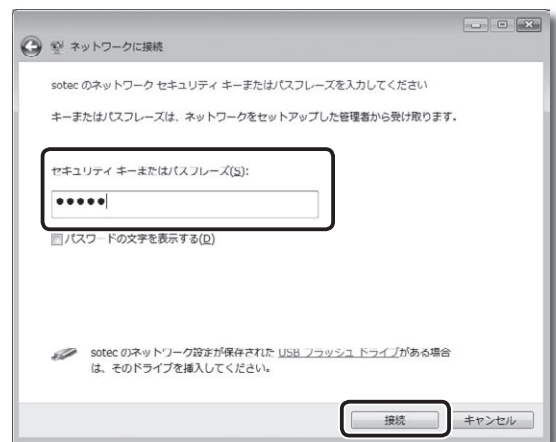 ネットワークに接続
sotec のネットワーク セキュリティ キーまたはパスフレーズを入力してください
キーまたはパスフレーズは、ネットワークをセットアップした管理者から受け取ります。
セキュリティ キーまたはパスフレーズ(S):
●●●●●
パスワードの文字を表示する(D)
sotec のネットワーク設定が保存された USB フラッシュ ドライブがある場合
は、そのドライブを挿入してください。
接続 キャンセル